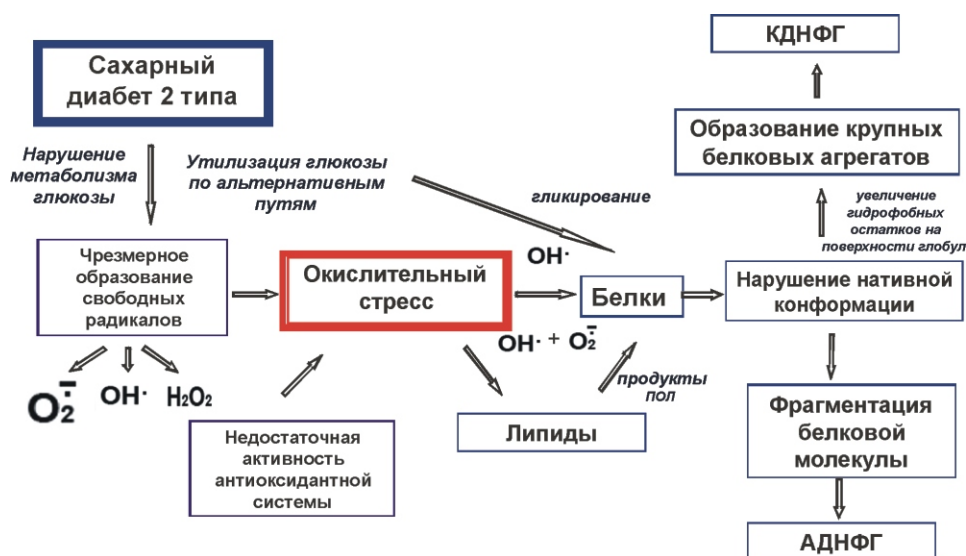 КДНФГ
Сахарный
диабет 2 типа
Образование крупных
белковых агрегатов
Нарушение
метаболизма
глюкозы
Утилизация глюкозы
по альтернативным
путям
гликирование
увеличение
гидрофобных
остатков на
поверхности глобул
Чрезмерное
образование
свободных
радикалов
Окислительный
стресс
OH·
Белки
Нарушение нативной
конформации
OH· + O₂⁻·
O₂⁻·
OH·
H₂O₂
продукты
ПОЛ
Недостаточная
активность
антиоксидантной
системы
Липиды
Фрагментация
белковой
молекулы
АДНФГ